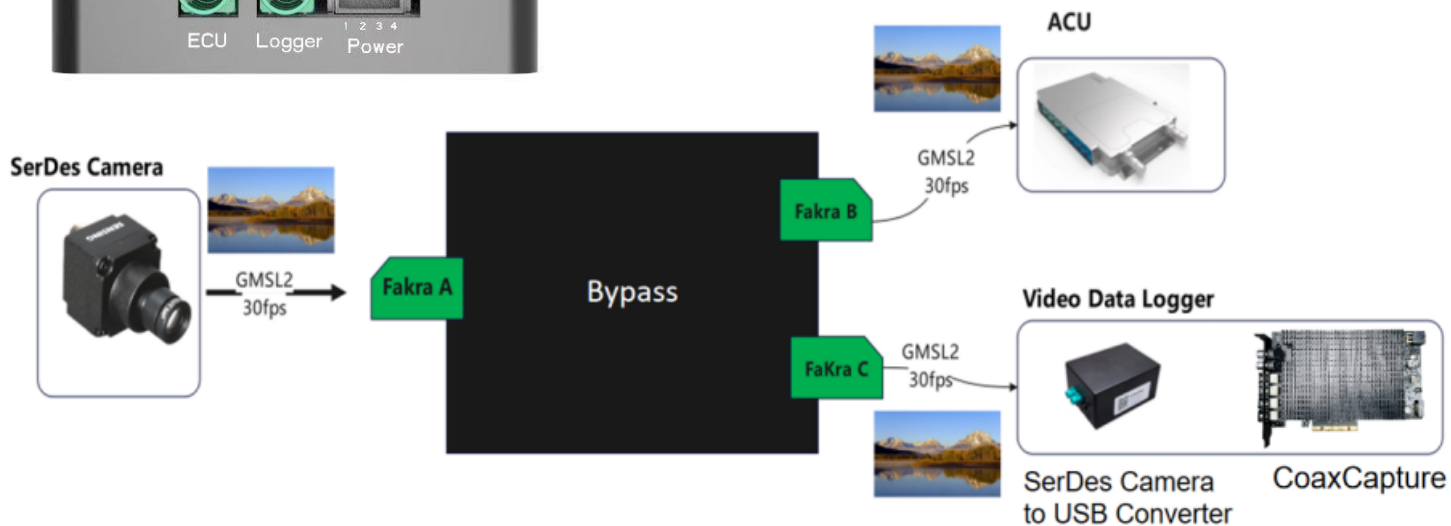 ECU Logger Power
1 2 3 4
ACU
SerDes Camera
GMSL2
30fps
Fakra A
Bypass
Fakra B
GMSL2
30fps
FaKra C
GMSL2
30fps
Video Data Logger
SerDes Camera
to USB Converter
CoaxCapture